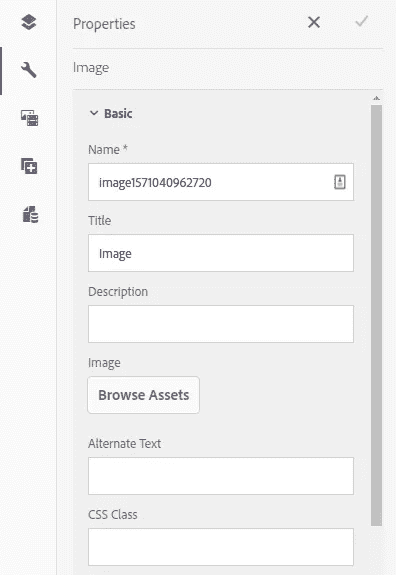 Properties
Image
Basic
Name *
image1571040962720
Title
Image
Description
Image
Browse Assets
Alternate Text
CSS Class